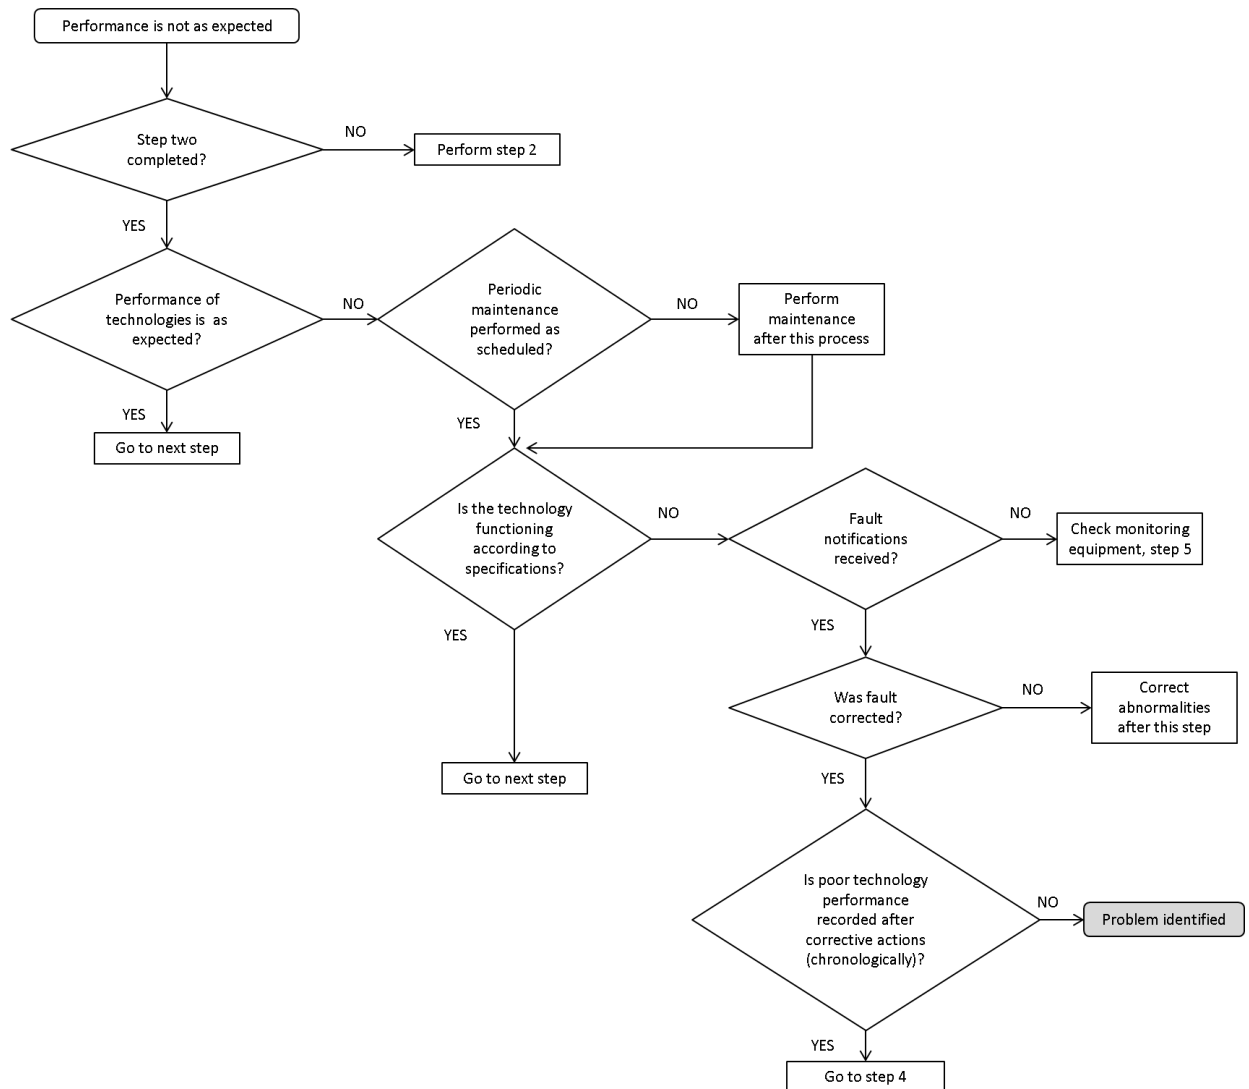 Performance is not as expected
Step two
completed?
NO
Perform step 2
YES
Performance of
technologies is as
expected?
NO
Periodic
maintenance
performed as
scheduled?
NO
Perform
maintenance
after this process
YES
Go to next step
YES
Is the technology
functioning
according to
specifications?
NO
Fault
notifications
received?
NO
Check monitoring
equipment, step 5
YES
Go to next step
YES
Was fault
corrected?
NO
Correct
abnormalities
after this step
YES
Is poor technology
performance
recorded after
corrective actions
(chronologically)?
NO
Problem identified
YES
Go to step 4